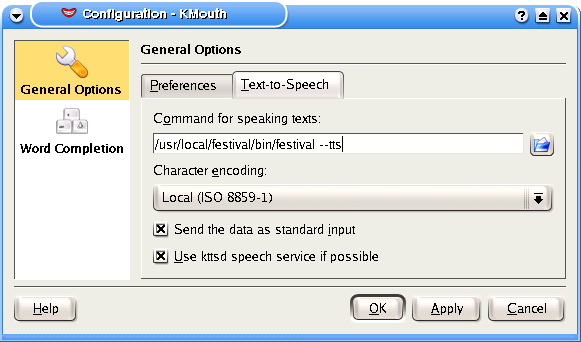 Configuration - KMouth
General Options
Word Completion
General Options
Preferences
Text-to-Speech
Command for speaking texts:
/usr/local/festival/bin/festival --tts
Character encoding:
Local (ISO 8859-1)
Send the data as standard input
Use kttsd speech service if possible
Help
OK
Apply
Cancel